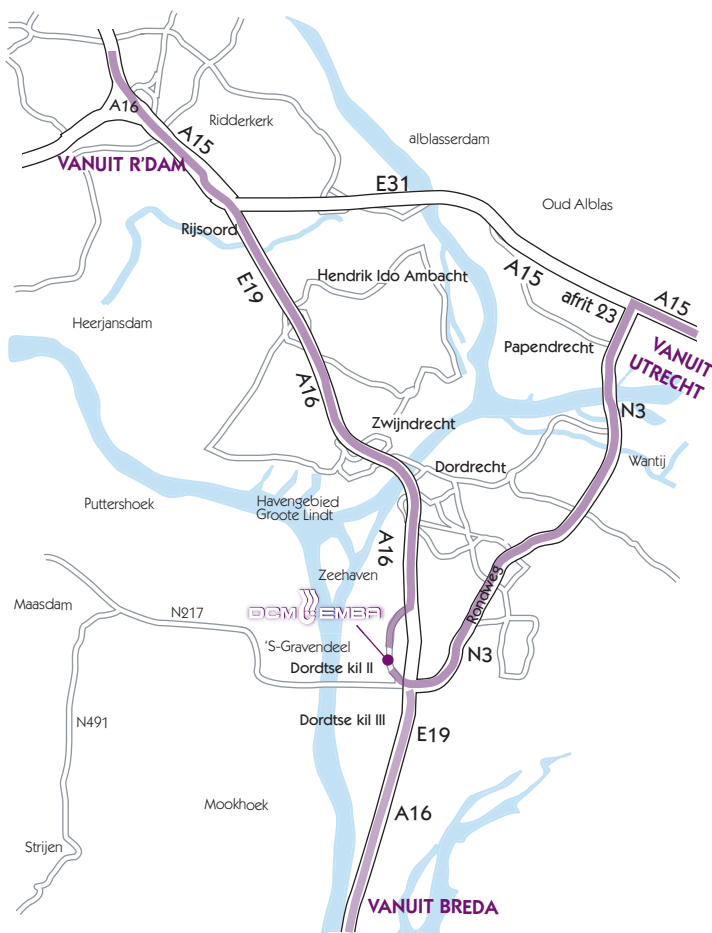 A16
Ridderkerk
A15
alblasserdam
VANUIT R'DAM
E31
Oud Alblas
Rijsoord
Hendrik Ido Ambacht
A15
E19
afrit 23
A15
Heerjansdam
Papendrecht
VANUIT
UTRECHT
A16
N3
Zwijndrecht
Dordrecht
Wantij
Puttershoek
Havengebied
Groote Lindt
A16
Zeehaven
Rondweg
Maasdam
N217
DCM EMBA
'S-Gravendeel
Dordtse kil II
N3
N491
Dordtse kil III
E19
Mookhoek
A16
Strijen
VANUIT BREDA